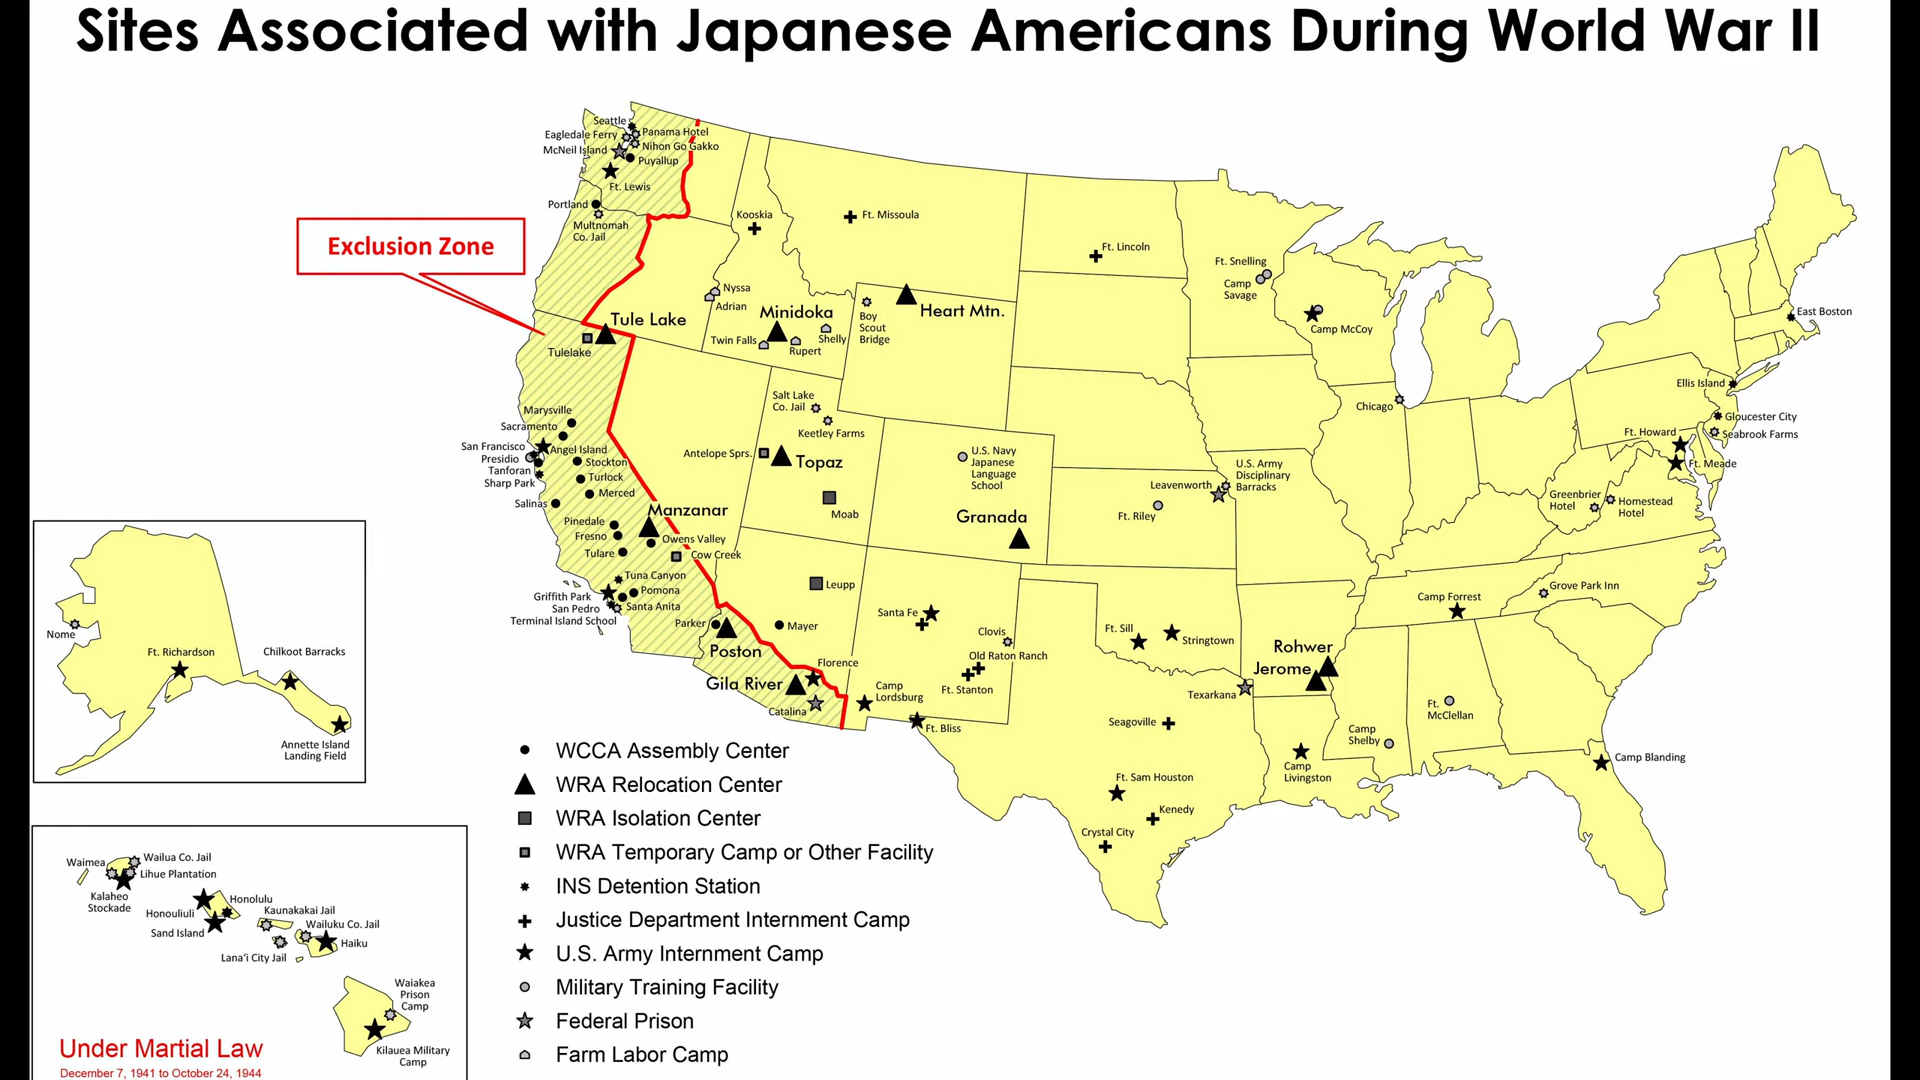 Sites Associated with Japanese Americans During World War II
Seattle
Eagledale Ferry
Panama Hotel
McNeil Island
Nihon Go Gakko
Puyallup
Ft. Lewis
Portland
Multnomah
Co. Jail
Exclusion Zone
Kooskia
Ft. Missoula
Ft. Lincoln
Ft. Snelling
Camp
Savage
Camp McCoy
Nyssa
Adrian
Minidoka
Twin Falls
Rupert
Shelly
Boy
Scout
Bridge
Heart Mtn.
Tule Lake
Tulelake
East Boston
Ellis Island
Gloucester City
Seabrook Farms
Chicago
Ft. Howard
Ft. Meade
Marysville
Sacramento
San Francisco
Angel Island
Presidio
Stockton
Tanforan
Turlock
Sharp Park
Merced
Salinas
Salt Lake
Co. Jail
Keetley Farms
Antelope Sprs.
Topaz
Moab
U.S. Navy
Japanese
Language
School
Granada
U.S. Army
Disciplinary
Barracks
Leavenworth
Ft. Riley
Greenbrier
Hotel
Homestead
Hotel
Pinedale
Manzanar
Fresno
Owens Valley
Tulare
Cow Creek
Tuna Canyon
Griffith Park
Pomona
San Pedro
Santa Anita
Terminal Island School
Leupp
Parker
Mayer
Poston
Florence
Gila River
Catalina
Santa Fe
Clovis
Old Raton Ranch
Ft. Stanton
Camp
Lordsburg
Ft. Bliss
Ft. Sill
Stringtown
Rohwer
Jerome
Texarkana
Camp Forrest
Grove Park Inn
Seagoville
Camp
Shelby
Ft.
McClellan
Camp
Livingston
Camp Blanding
Ft. Sam Houston
Kenedy
Crystal City
Nome
Ft. Richardson
Chilkoot Barracks
Annette Island
Landing Field
Waimea
Wailua Co. Jail
Lihue Plantation
Kalaheo
Stockade
Honouliuli
Honolulu
Sand Island
Kaunakakai Jail
Wailuku Co. Jail
Haiku
Lana‘i City Jail
Waiakea
Prison
Camp
Kilauea Military
Camp
Under Martial Law
December 7, 1941 to October 24, 1944
WCCA Assembly Center
WRA Relocation Center
WRA Isolation Center
WRA Temporary Camp or Other Facility
INS Detention Station
Justice Department Internment Camp
U.S. Army Internment Camp
Military Training Facility
Federal Prison
Farm Labor Camp